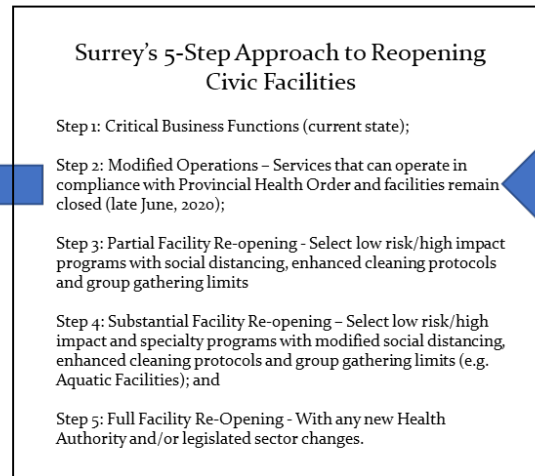 Surrey's 5-Step Approach to Reopening
Civic Facilities
Step 1: Critical Business Functions (current state);
Step 2: Modified Operations – Services that can operate in
compliance with Provincial Health Order and facilities remain
closed (late June, 2020);
Step 3: Partial Facility Re-opening - Select low risk/high impact
programs with social distancing, enhanced cleaning protocols
and group gathering limits
Step 4: Substantial Facility Re-opening – Select low risk/high
impact and specialty programs with modified social distancing,
enhanced cleaning protocols and group gathering limits (e.g.
Aquatic Facilities); and
Step 5: Full Facility Re-Opening - With any new Health
Authority and/or legislated sector changes.